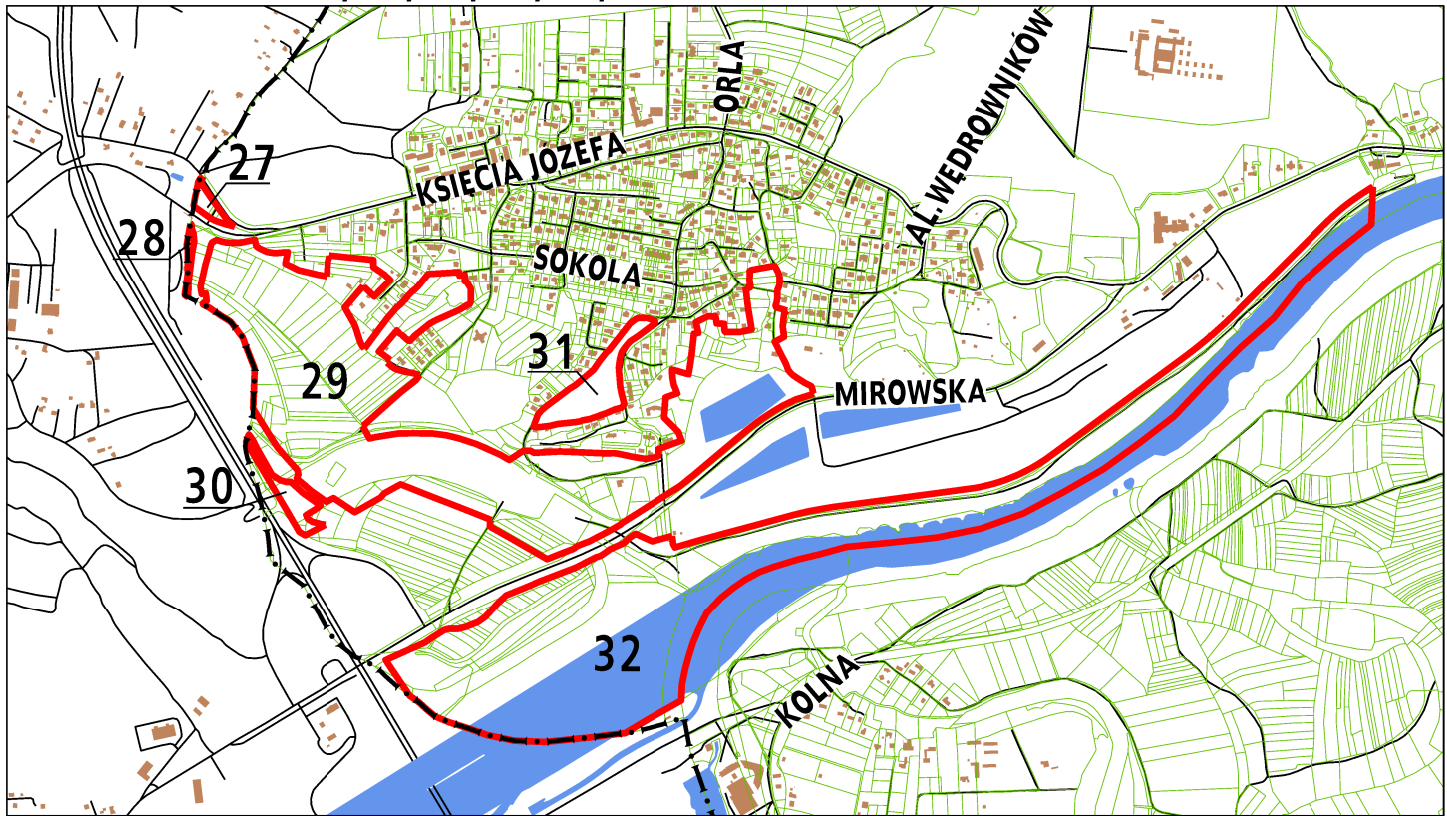 ORLA
AL. WĘDROWNIKÓW
27
KSIĘCIA JÓZEFA
28
SOKOLA
31
29
MIROWSKA
30
32
KOLNA